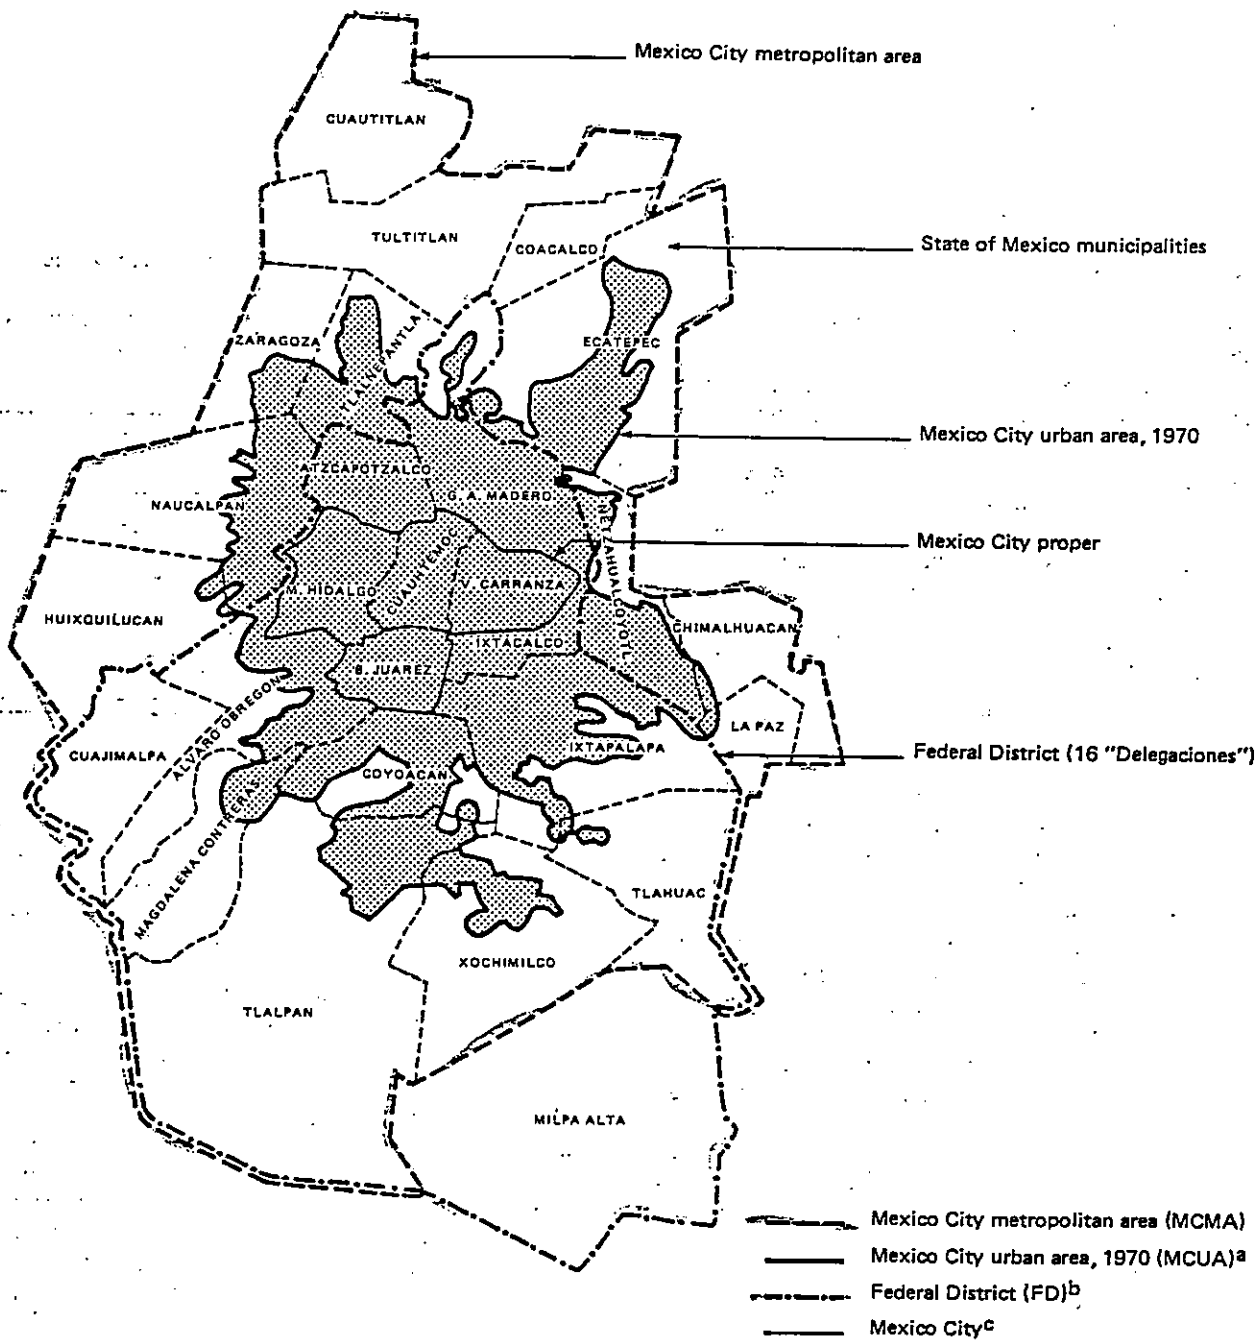 Mexico City metropolitan area
CUAUTITLAN
TULTITLAN
COACALCO
State of Mexico municipalities
ZARAGOZA
TLALNEPANTLA
ECATEPEC
Mexico City urban area, 1970
ATZCAPOTZALCO
G. A. MADERO
NAUCALPAN
NETZAHUALCOYOTL
Mexico City proper
M. HIDALGO
CUAUHTEMOC
V. CARRANZA
HUIXQUILUCAN
IXTACALCO
CHIMALHUACAN
B. JUAREZ
ALVARO OBREGON
LA PAZ
CUAJIMALPA
IXTAPALAPA
Federal District (16 "Delegaciones")
COYOACAN
MAGDALENA CONTRERAS
TLAHUAC
XOCHIMILCO
TLALPAN
MILPA ALTA
Mexico City metropolitan area (MCMA)
Mexico City urban area, 1970 (MCUA)a
Federal District (FD)b
Mexico Cityc